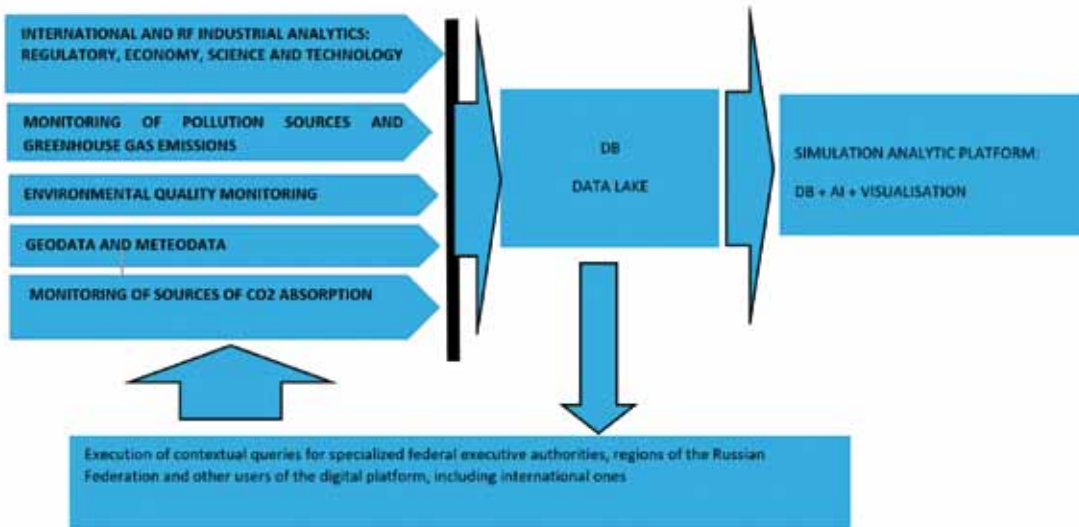 INTERNATIONAL AND RF INDUSTRIAL ANALYTICS:
REGULATORY, ECONOMY, SCIENCE AND TECHNOLOGY
MONITORING OF POLLUTION SOURCES AND
GREENHOUSE GAS EMISSIONS
ENVIRONMENTAL QUALITY MONITORING
GEODATA AND METEODATA
MONITORING OF SOURCES OF CO2 ABSORPTION
DB
DATA LAKE
SIMULATION ANALYTIC PLATFORM:
DB + AI + VISUALISATION
Execution of contextual queries for specialized federal executive authorities, regions of the Russian
Federation and other users of the digital platform, including international ones